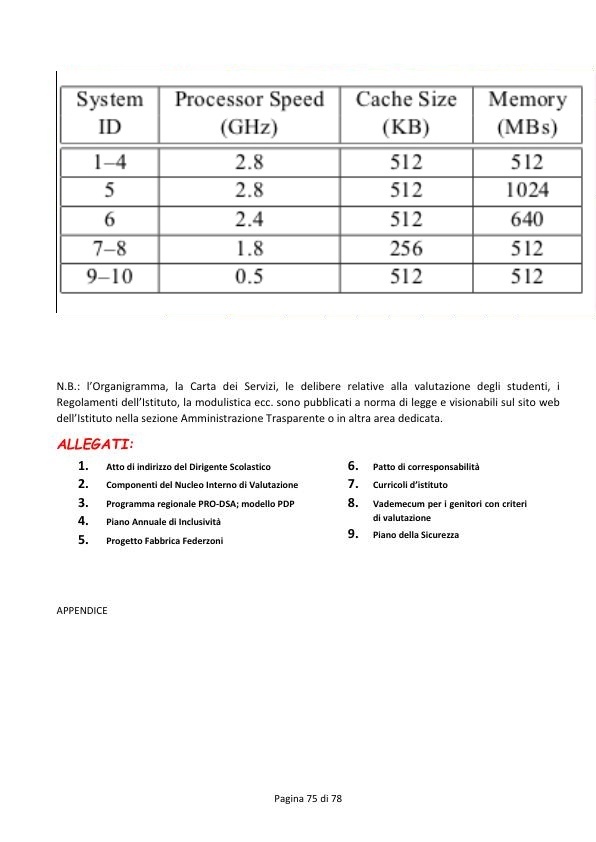 System ID Processor Speed (GHz) Cache Size (KB) Memory (MBs)
1–4 2.8 512 512
5 2.8 512 1024
6 2.4 512 640
7–8 1.8 256 512
9–10 0.5 512 512
N.B.: l’Organigramma, la Carta dei Servizi, le delibere relative alla valutazione degli studenti, i
Regolamenti dell’Istituto, la modulistica ecc. sono pubblicati a norma di legge e visionabili sul sito web
dell’Istituto nella sezione Amministrazione Trasparente o in altra area dedicata.
ALLEGATI:
1. Atto di indirizzo del Dirigente Scolastico
2. Componenti del Nucleo Interno di Valutazione
3. Programma regionale PRO-DSA; modello PDP
4. Piano Annuale di Inclusività
5. Progetto Fabbrica Federzoni
6. Patto di corresponsabilità
7. Curricoli d’istituto
8. Vademecum per i genitori con criteri
di valutazione
9. Piano della Sicurezza
APPENDICE
Pagina 75 di 78